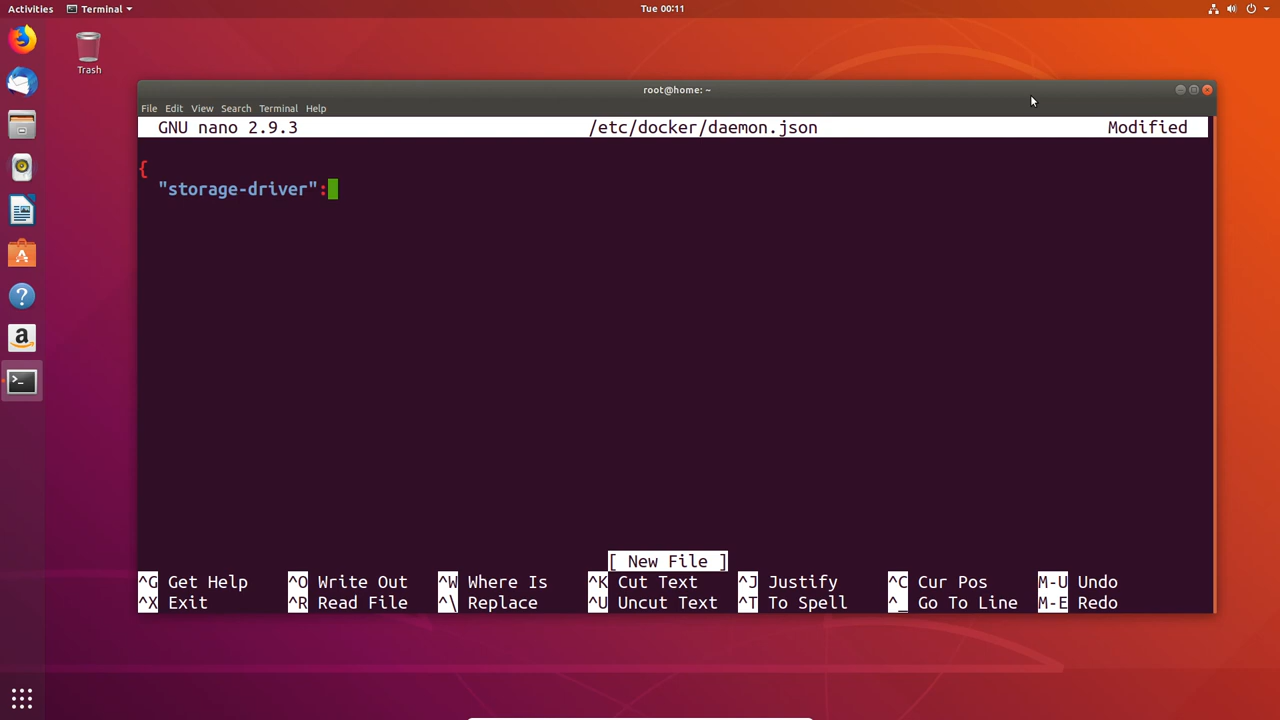 Activities Terminal Tue 00:11
Trash
root@home: ~
File Edit View Search Terminal Help
GNU nano 2.9.3 /etc/docker/daemon.json Modified
{
"storage-driver":
[ New File ]
^G Get Help ^O Write Out ^W Where Is ^K Cut Text ^J Justify ^C Cur Pos M-U Undo
^X Exit ^R Read File ^\ Replace ^U Uncut Text ^T To Spell ^_ Go To Line M-E Redo